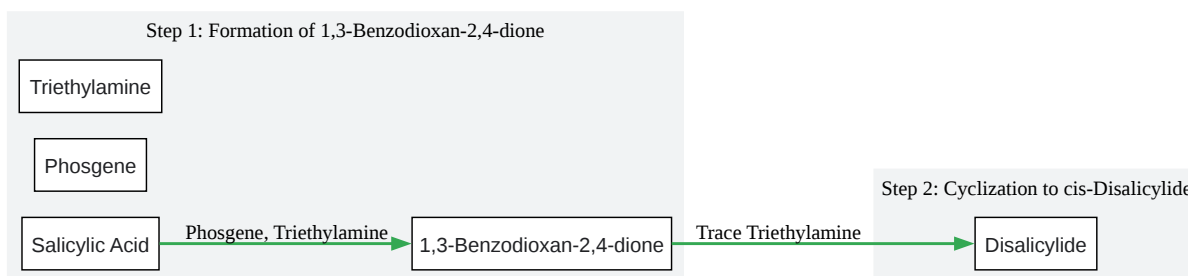 Step 1: Formation of 1,3-Benzodioxan-2,4-dione
Triethylamine
Phosgene
Step 2: Cyclization to cis-Disalicylide
Salicylic Acid
Phosgene, Triethylamine
1,3-Benzodioxan-2,4-dione
Trace Triethylamine
Disalicylide